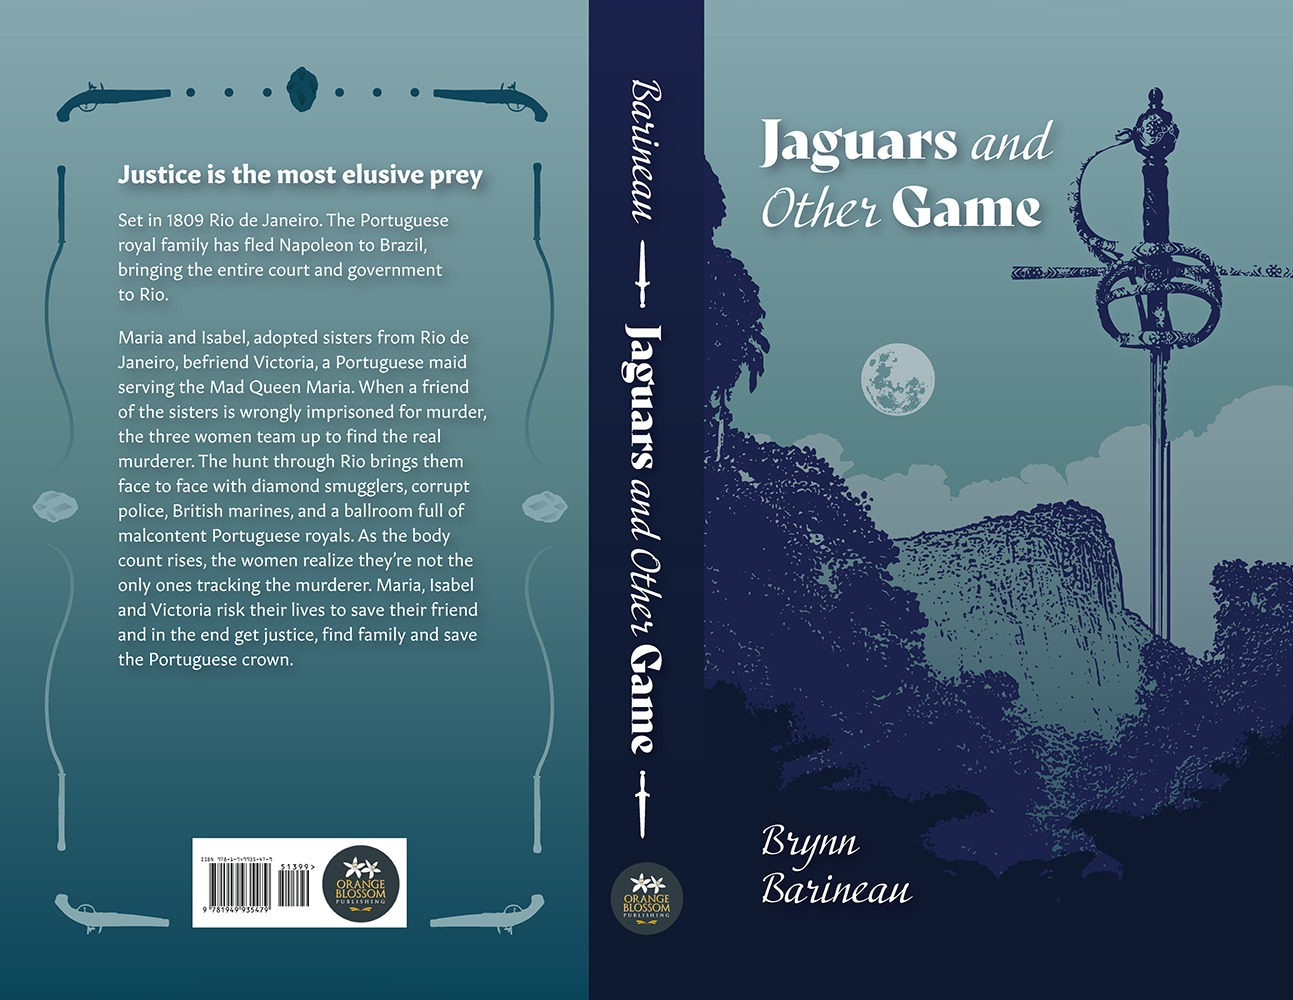 Justice is the most elusive prey
Set in 1809 Rio de Janeiro. The Portuguese
royal family has fled Napoleon to Brazil,
bringing the entire court and government
to Rio.
Maria and Isabel, adopted sisters from Rio de
Janeiro, befriend Victoria, a Portuguese maid
serving the Mad Queen Maria. When a friend
of the sisters is wrongly imprisoned for murder,
the three women team up to find the real
murderer. The hunt through Rio brings them
face to face with diamond smugglers, corrupt
police, British marines, and a ballroom full of
malcontent Portuguese royals. As the body
count rises, the women realize they’re not the
only ones tracking the murderer. Maria, Isabel
and Victoria risk their lives to save their friend
and in the end get justice, find family and save
the Portuguese crown.
ISBN 978-1-949935-47-9
51399>
9 781949 935479
ORANGE
BLOSSOM
PUBLISHING
Barineau
Jaguars and Other Game
ORANGE
BLOSSOM
PUBLISHING
Jaguars and
Other Game
Brynn
Barineau